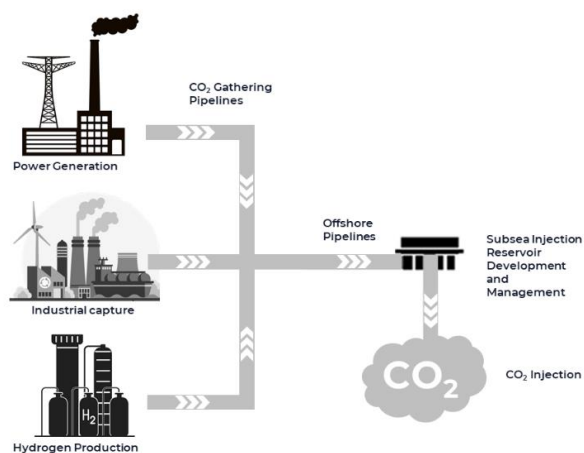 CO₂ Gathering
Pipelines
Power Generation
Offshore
Pipelines
Subsea Injection
Reservoir
Development
and
Management
Industrial capture
CO₂
CO₂ Injection
H₂
Hydrogen Production